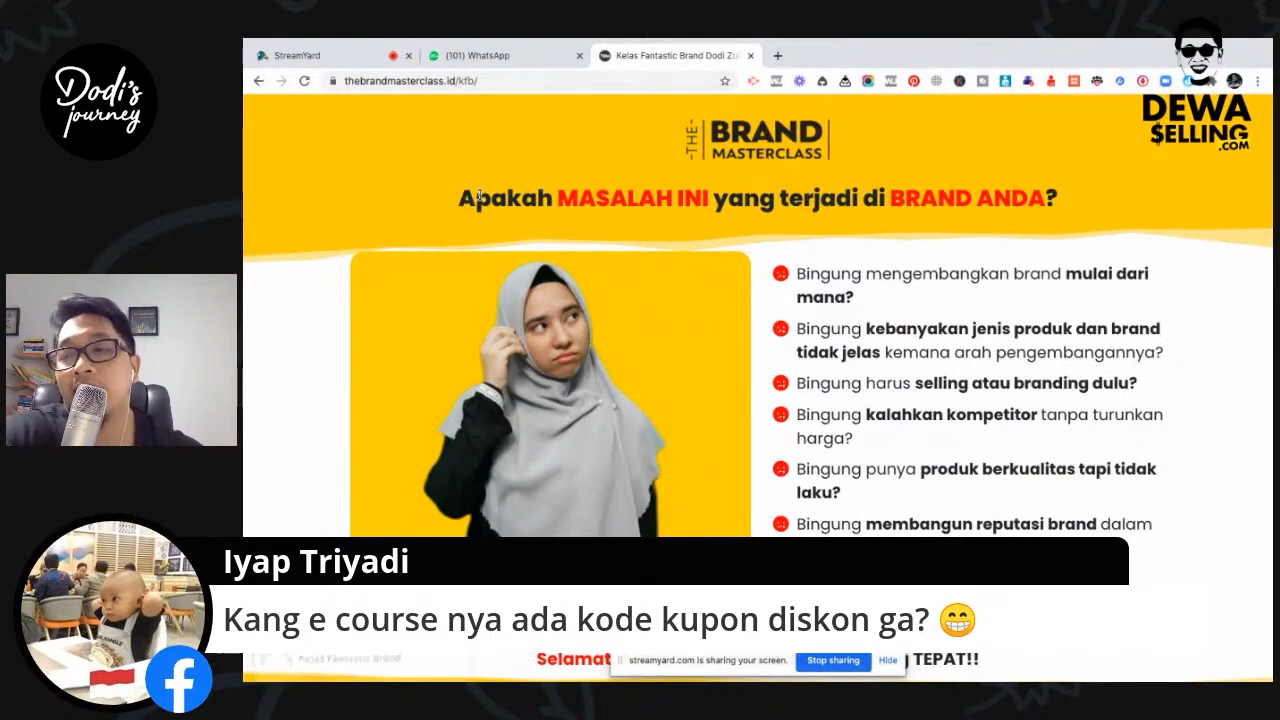 Dodi's
journey
StreamYard
(101) WhatsApp
Kelas Fantastic Brand Dodi Zul
thebrandmasterclass.id/kfb/
DEWA
$ELLING
.COM
THE
BRAND
MASTERCLASS
Apakah MASALAH INI yang terjadi di BRAND ANDA?
Bingung mengembangkan brand mulai dari
mana?
Bingung kebanyakan jenis produk dan brand
tidak jelas kemana arah pengembangannya?
Bingung harus selling atau branding dulu?
Bingung kalahkan kompetitor tanpa turunkan
harga?
Bingung punya produk berkualitas tapi tidak
laku?
Bingung membangun reputasi brand dalam
Iyap Triyadi
Kang e course nya ada kode kupon diskon ga? 😁
Kelas Fantastic Brand
Selamat
streamyard.com is sharing your screen.
Stop sharing
Hide
TEPAT!!